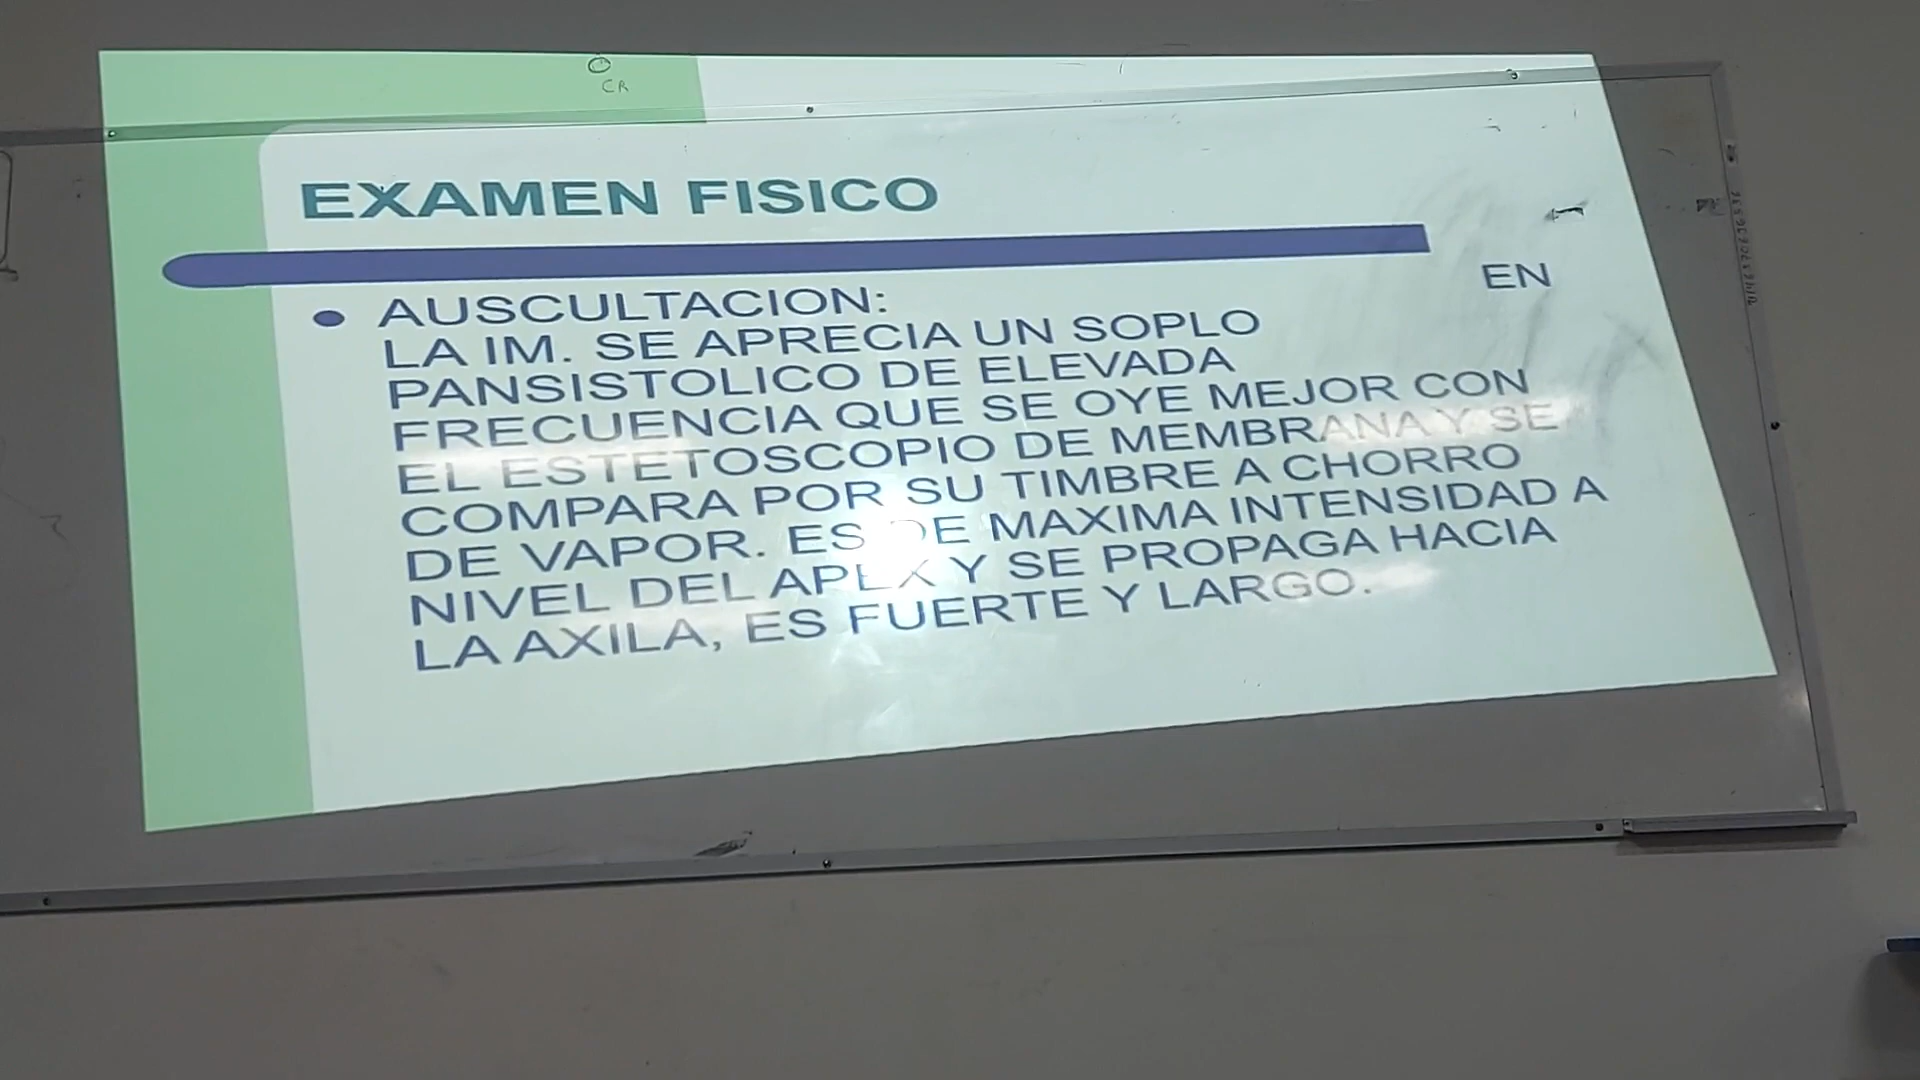 CR
EXAMEN FISICO
AUSCULTACION: EN
LA IM. SE APRECIA UN SOPLO
PANSISTOLICO DE ELEVADA
FRECUENCIA QUE SE OYE MEJOR CON
EL ESTETOSCOPIO DE MEMBRANA Y SE
COMPARA POR SU TIMBRE A CHORRO
DE VAPOR. ES DE MAXIMA INTENSIDAD A
NIVEL DEL APEX Y SE PROPAGA HACIA
LA AXILA, ES FUERTE Y LARGO.